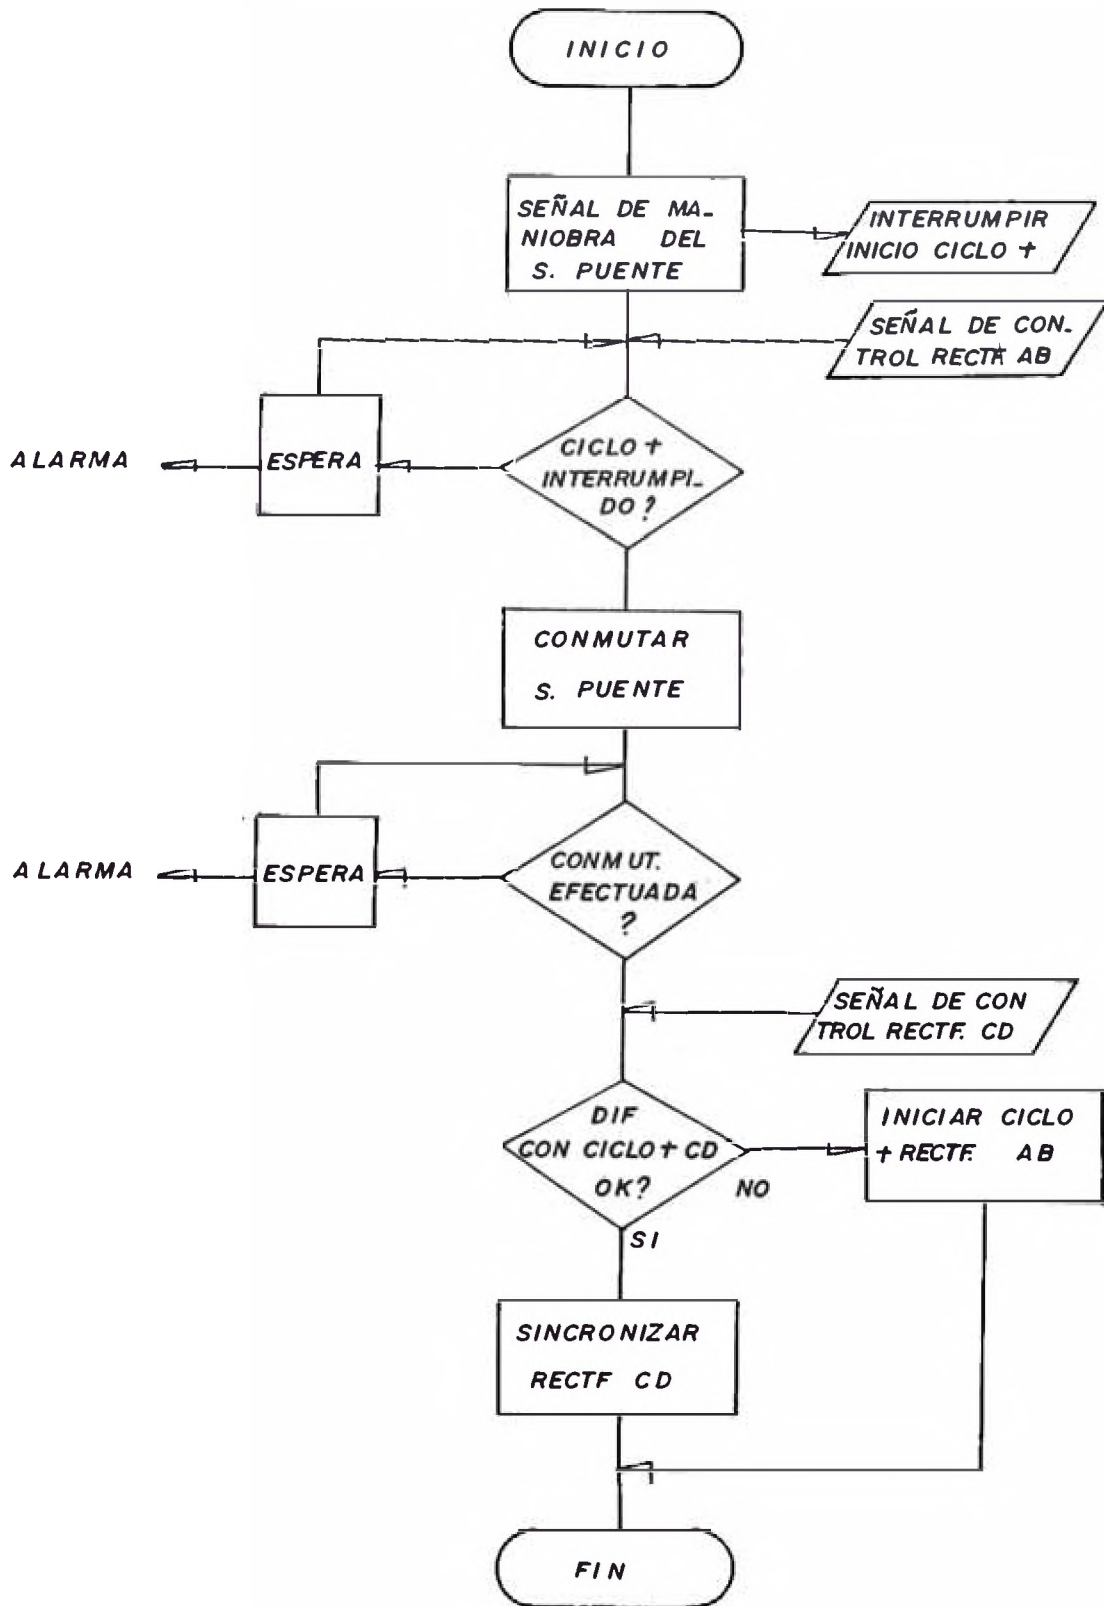 INICIO
SEÑAL DE MA-
NIOBRA DEL
S. PUENTE
INTERRUMPIR
INICIO CICLO +
SEÑAL DE CON-
TROL RECTF. AB
ALARMA
ESPERA
CICLO +
INTERRUMPI-
DO ?
CONMUTAR
S. PUENTE
ALARMA
ESPERA
CONMUT.
EFECTUADA
?
SEÑAL DE CON
TROL RECTF. CD
DIF
CON CICLO + CD
OK?
NO
SI
INICIAR CICLO
+ RECTF. AB
SINCRONIZAR
RECTF CD
FIN